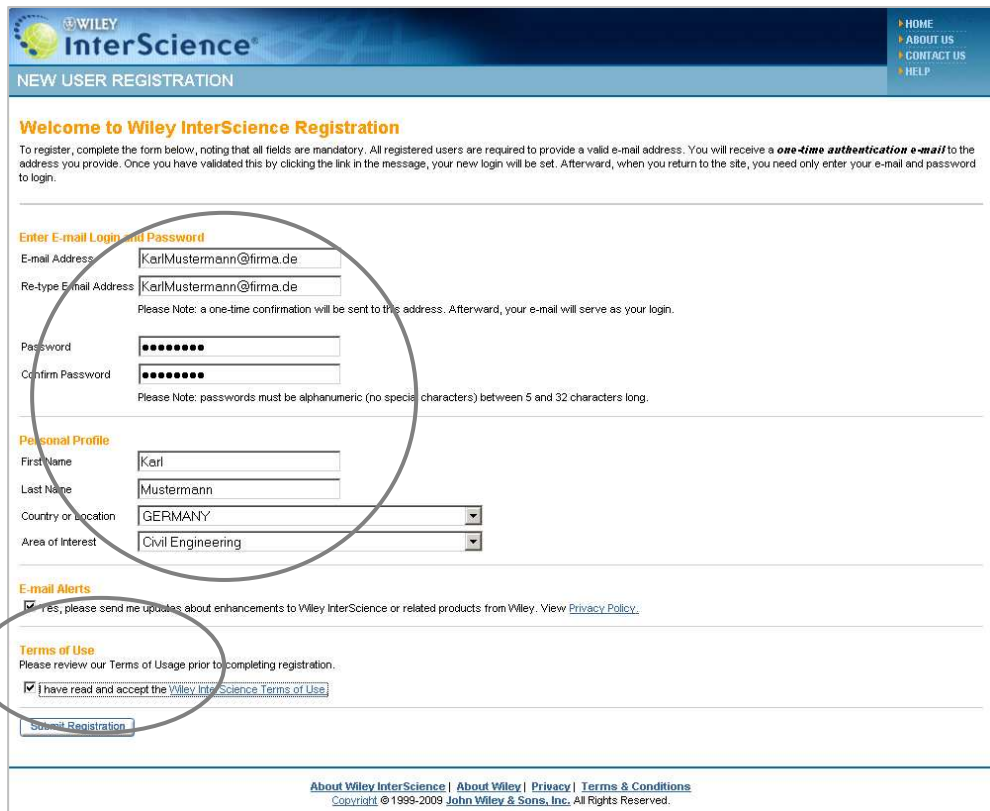 WILEY
InterScience®
HOME
ABOUT US
CONTACT US
HELP
NEW USER REGISTRATION
Welcome to Wiley InterScience Registration
To register, complete the form below, noting that all fields are mandatory. All registered users are required to provide a valid e-mail address. You will receive a one-time authentication e-mail to the
address you provide. Once you have validated this by clicking the link in the message, your new login will be set. Afterward, when you return to the site, you need only enter your e-mail and password
to login.
Enter E-mail Login and Password
E-mail Address KarlMustermann@firma.de
Re-type E-mail Address KarlMustermann@firma.de
Please Note: a one-time confirmation will be sent to this address. Afterward, your e-mail will serve as your login.
Password ●●●●●●●●
Confirm Password ●●●●●●●●
Please Note: passwords must be alphanumeric (no special characters) between 5 and 32 characters long.
Personal Profile
First Name Karl
Last Name Mustermann
Country or Location GERMANY
Area of Interest Civil Engineering
E-mail Alerts
Yes, please send me updates about enhancements to Wiley InterScience or related products from Wiley. View Privacy Policy.
Terms of Use
Please review our Terms of Usage prior to completing registration.
I have read and accept the Wiley InterScience Terms of Use
Submit Registration
About Wiley InterScience | About Wiley | Privacy | Terms & Conditions
Copyright © 1999-2009 John Wiley & Sons, Inc. All Rights Reserved.